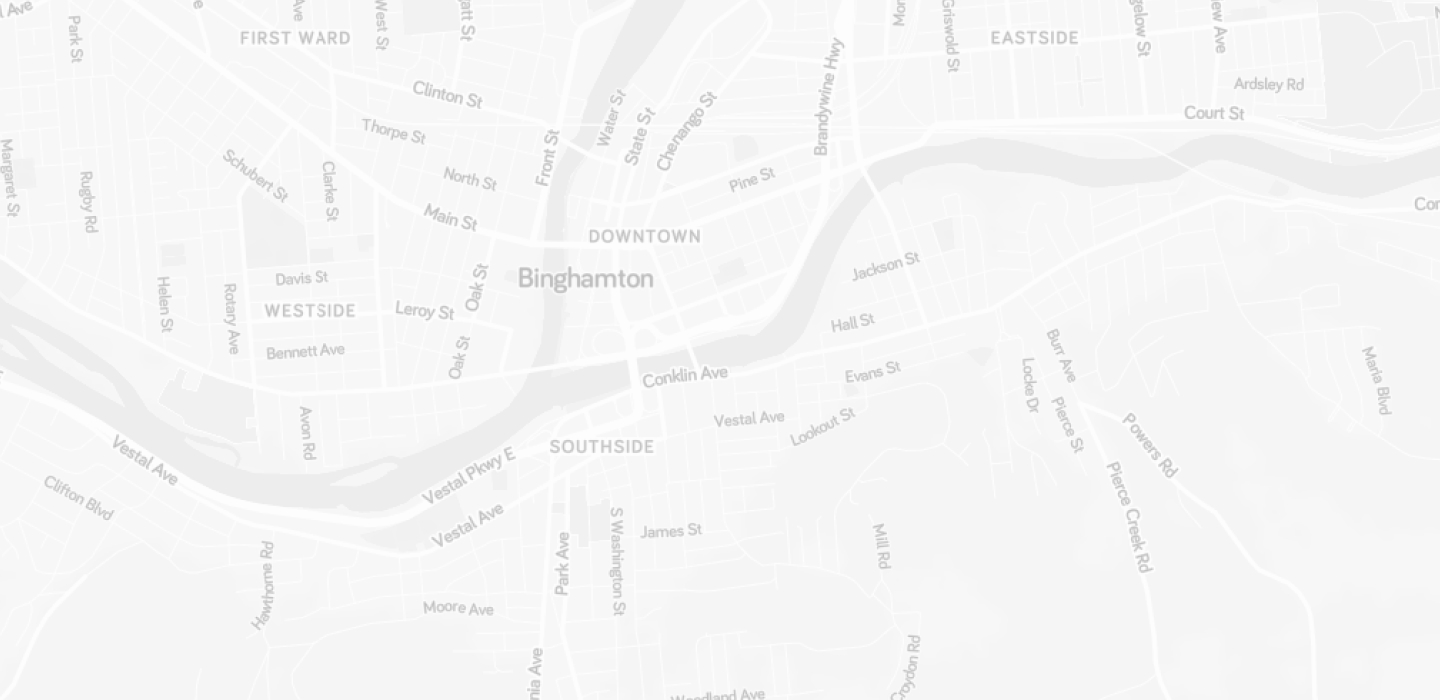 Ave
Park St
Ave
West St
FIRST WARD
Griswold St
EASTSIDE
Brandywine Hwy
Ardsley Rd
Clinton St
Water St
State St
Chenango St
Court St
Thorpe St
Front St
Margaret St
Rugby Rd
Schubert St
Clarke St
North St
Pine St
Main St
DOWNTOWN
Binghamton
Jackson St
Davis St
Helen St
Rotary Ave
WESTSIDE
Leroy St
Oak St
Hall St
Bennett Ave
Oak St
Conklin Ave
Evans St
Burr Ave
Locke Dr
Maria Blvd
Avon Rd
Vestal Ave
Lookout St
Pierce St
Powers Rd
SOUTHSIDE
Vestal Ave
Vestal Pkwy E
Clifton Blvd
Vestal Ave
Pierce Creek Rd
Hawthorne Rd
Park Ave
S Washington St
James St
Mill Rd
Moore Ave
Croydon Rd
Woodland Ave